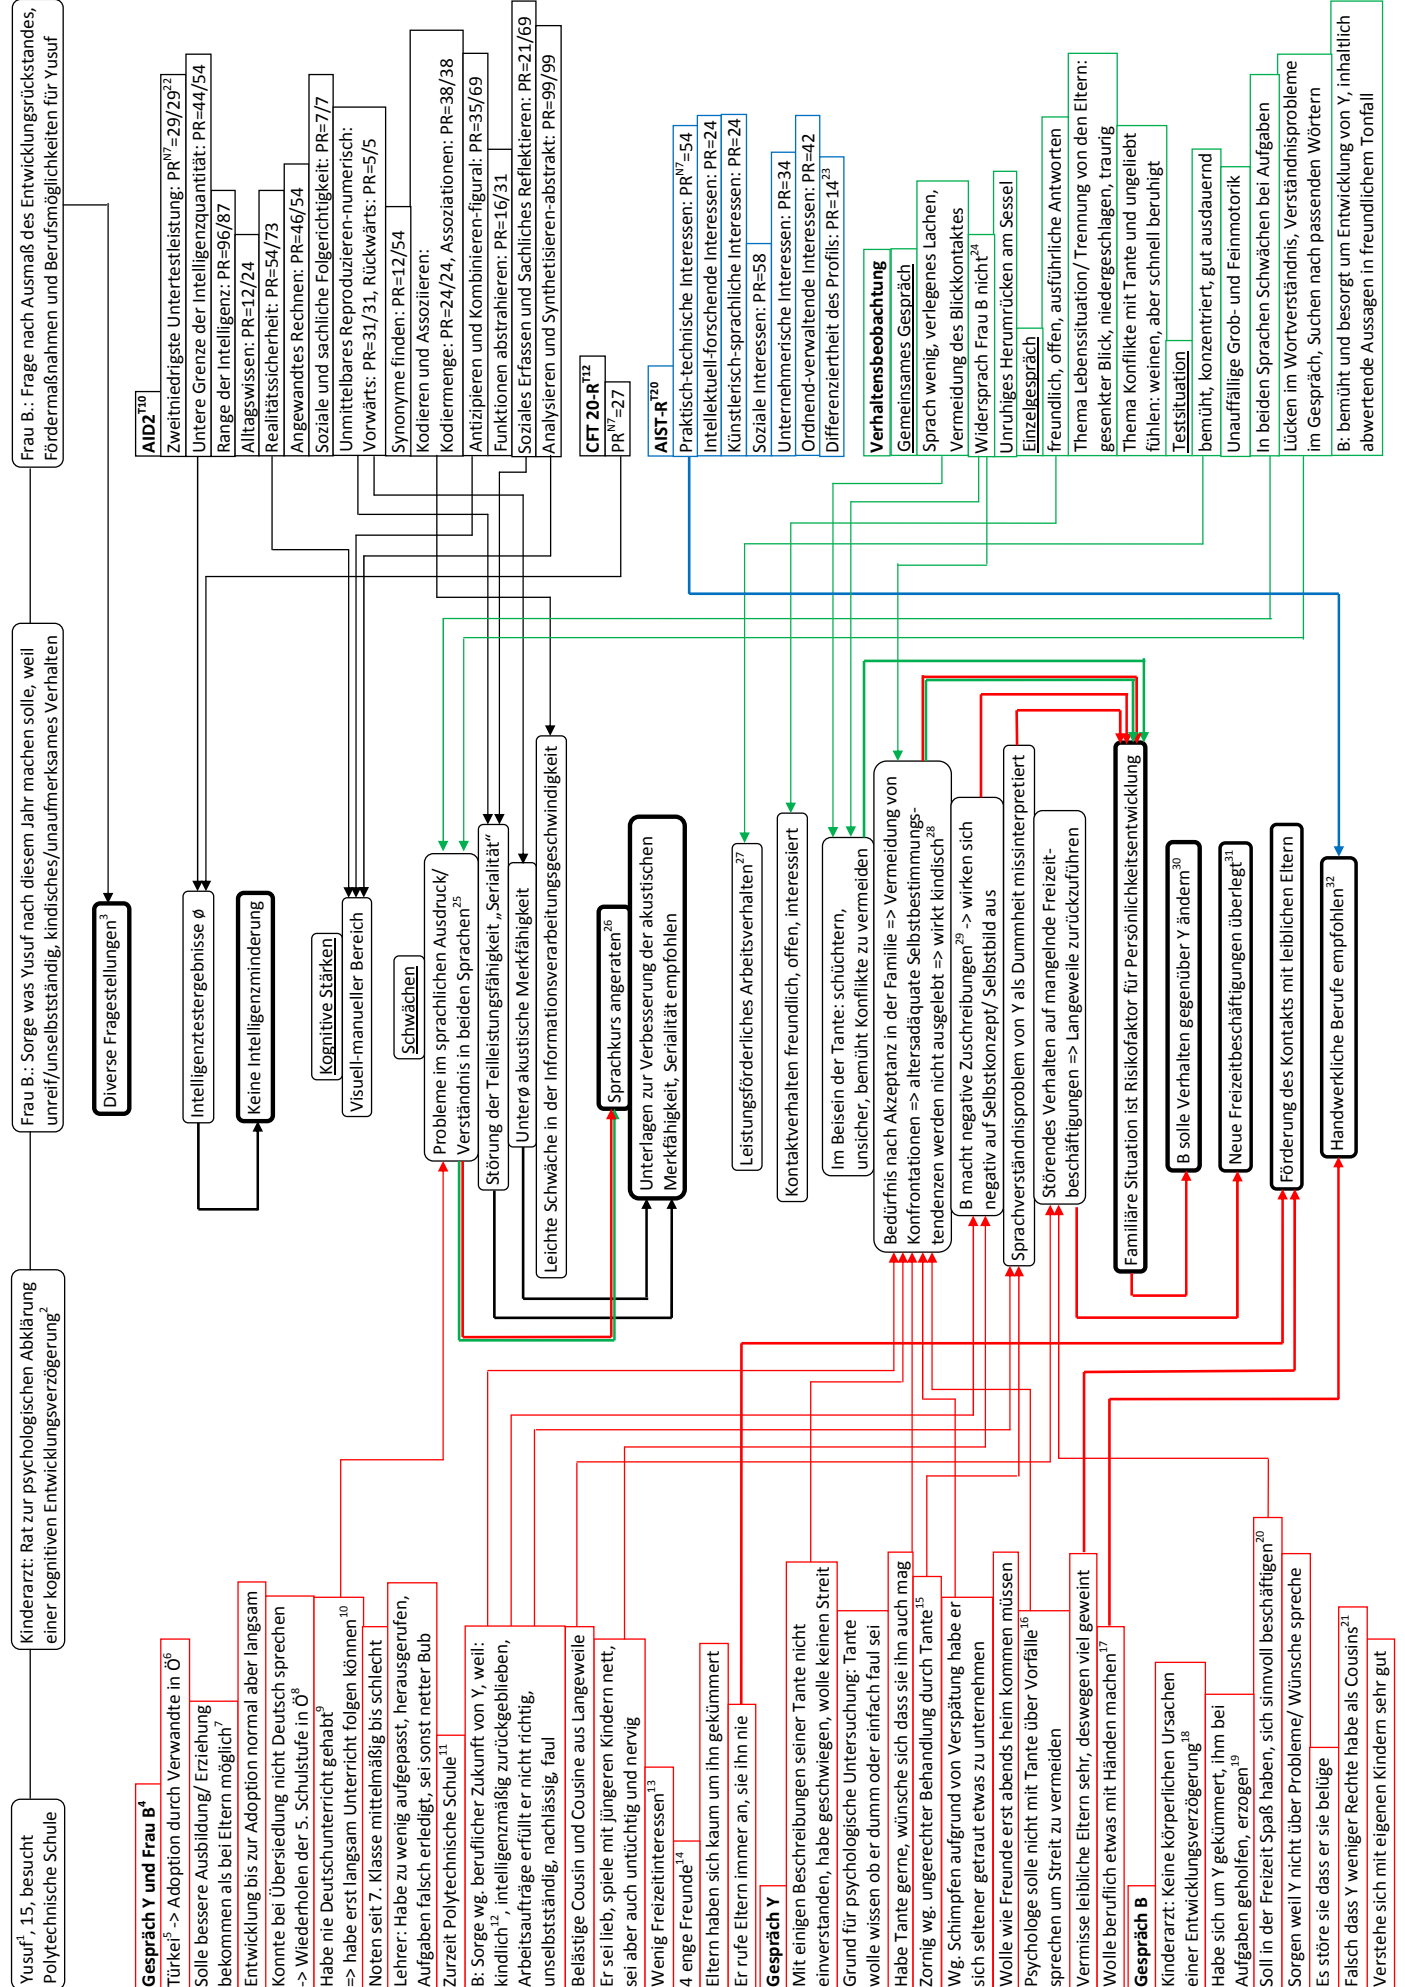 Yusuf1, 15, besucht
Polytechnische Schule
Kinderarzt: Rat zur psychologischen Abklärung
einer kognitiven Entwicklungsverzögerung2
Frau B.: Sorge was Yusuf nach diesem Jahr machen solle, weil
unreif/unselbstständig, kindisches/unaufmerksames Verhalten
Frau B.: Frage nach Ausmaß des Entwicklungsrückstandes,
Fördermaßnahmen und Berufsmöglichkeiten für Yusuf
Gespräch Y und Frau B4
Türkei5 -> Adoption durch Verwandte in Ö6
Solle bessere Ausbildung/ Erziehung
bekommen als bei Eltern möglich7
Entwicklung bis zur Adoption normal aber langsam
Konnte bei Übersiedlung nicht Deutsch sprechen
-> Wiederholen der 5. Schulstufe in Ö8
Habe nie Deutschunterricht gehabt9
=> habe erst langsam Unterricht folgen können10
Noten seit 7. Klasse mittelmäßig bis schlecht
Lehrer: Habe zu wenig aufgepasst, herausgerufen,
Aufgaben falsch erledigt, sei sonst netter Bub
Zurzeit Polytechnische Schule11
B: Sorge wg. beruflicher Zukunft von Y, weil:
kindlich12, intelligenzmäßig zurückgeblieben,
Arbeitsaufträge erfüllt er nicht richtig,
unselbstständig, nachlässig, faul
Belästige Cousin und Cousine aus Langeweile
Er sei lieb, spiele mit jüngeren Kindern nett,
sei aber auch untüchtig und nervig
Wenig Freizeitinteressen13
4 enge Freunde14
Eltern haben sich kaum um ihn gekümmert
Er rufe Eltern immer an, sie ihn nie
Gespräch Y
Mit einigen Beschreibungen seiner Tante nicht
einverstanden, habe geschwiegen, wolle keinen Streit
Grund für psychologische Untersuchung: Tante
wolle wissen ob er dumm oder einfach faul sei
Habe Tante gerne, wünsche sich dass sie ihn auch mag
Zornig wg. ungerechter Behandlung durch Tante15
Wg. Schimpfen aufgrund von Verspätung habe er
sich seltener getraut etwas zu unternehmen
Wolle wie Freunde erst abends heim kommen müssen
Psychologe solle nicht mit Tante über Vorfälle16
sprechen um Streit zu vermeiden
Vermisse leibliche Eltern sehr, deswegen viel geweint
Wolle beruflich etwas mit Händen machen17
Gespräch B
Kinderarzt: Keine körperlichen Ursachen
einer Entwicklungsverzögerung18
Habe sich um Y gekümmert, ihm bei
Aufgaben geholfen, erzogen19
Soll in der Freizeit Spaß haben, sich sinnvoll beschäftigen20
Sorgen weil Y nicht über Probleme/ Wünsche spreche
Es störe sie dass er sie belüge
Falsch dass Y weniger Rechte habe als Cousins21
Verstehe sich mit eigenen Kindern sehr gut
Diverse Fragestellungen3
Intelligenztestergebnisse ø
Keine Intelligenzminderung
Kognitive Stärken
Visuell-manueller Bereich
Schwächen
Probleme im sprachlichen Ausdruck/
Verständnis in beiden Sprachen25
Störung der Teilleistungsfähigkeit „Serialität“
Unterø akustische Merkfähigkeit
Leichte Schwäche in der Informationsverarbeitungsgeschwindigkeit
Sprachkurs angeraten26
Unterlagen zur Verbesserung der akustischen
Merkfähigkeit, Serialität empfohlen
Leistungsförderliches Arbeitsverhalten27
Kontaktverhalten freundlich, offen, interessiert
Im Beisein der Tante: schüchtern,
unsicher, bemüht Konflikte zu vermeiden
Bedürfnis nach Akzeptanz in der Familie => Vermeidung von
Konfrontationen => altersadäquate Selbstbestimmungs-
tendenzen werden nicht ausgelebt => wirkt kindisch28
B macht negative Zuschreibungen29 -> wirken sich
negativ auf Selbstkonzept/ Selbstbild aus
Sprachverständnisproblem von Y als Dummheit missinterpretiert
Störendes Verhalten auf mangelnde Freizeit-
beschäftigungen => Langeweile zurückzuführen
Familiäre Situation ist Risikofaktor für Persönlichkeitsentwicklung
B solle Verhalten gegenüber Y ändern30
Neue Freizeitbeschäftigungen überlegt31
Förderung des Kontakts mit leiblichen Eltern
Handwerkliche Berufe empfohlen32
AID2T10
Zweitniedrigste Untertestleistung: PRN7=29/2922
Untere Grenze der Intelligenzquantität: PR=44/54
Range der Intelligenz: PR=96/87
Alltagswissen: PR=12/24
Realitätssicherheit: PR=54/73
Angewandtes Rechnen: PR=46/54
Soziale und sachliche Folgerichtigkeit: PR=7/7
Unmittelbares Reproduzieren-numerisch:
Vorwärts: PR=31/31, Rückwärts: PR=5/5
Synonyme finden: PR=12/54
Kodieren und Assoziieren:
Kodiermenge: PR=24/24, Assoziationen: PR=38/38
Antizipieren und Kombinieren-figural: PR=35/69
Funktionen abstrahieren: PR=16/31
Soziales Erfassen und Sachliches Reflektieren: PR=21/69
Analysieren und Synthetisieren-abstrakt: PR=99/99
CFT 20-RT12
PRN7=27
AIST-RT20
Praktisch-technische Interessen: PRN7=54
Intellektuell-forschende Interessen: PR=24
Künstlerisch-sprachliche Interessen: PR=24
Soziale Interessen: PR=58
Unternehmerische Interessen: PR=34
Ordnend-verwaltende Interessen: PR=42
Differenziertheit des Profils: PR=1423
Verhaltensbeobachtung
Gemeinsames Gespräch
Sprach wenig, verlegenes Lachen,
Vermeidung des Blickkontaktes
Widersprach Frau B nicht24
Unruhiges Herumrücken am Sessel
Einzelgespräch
freundlich, offen, ausführliche Antworten
Thema Lebenssituation/ Trennung von den Eltern:
gesenkter Blick, niedergeschlagen, traurig
Thema Konflikte mit Tante und ungeliebt
fühlen: weinen, aber schnell beruhigt
Testsituation
bemüht, konzentriert, gut ausdauernd
Unauffällige Grob- und Feinmotorik
In beiden Sprachen Schwächen bei Aufgaben
Lücken im Wortverständnis, Verständnisprobleme
im Gespräch, Suchen nach passenden Wörtern
B: bemüht und besorgt um Entwicklung von Y, inhaltlich
abwertende Aussagen in freundlichem Tonfall